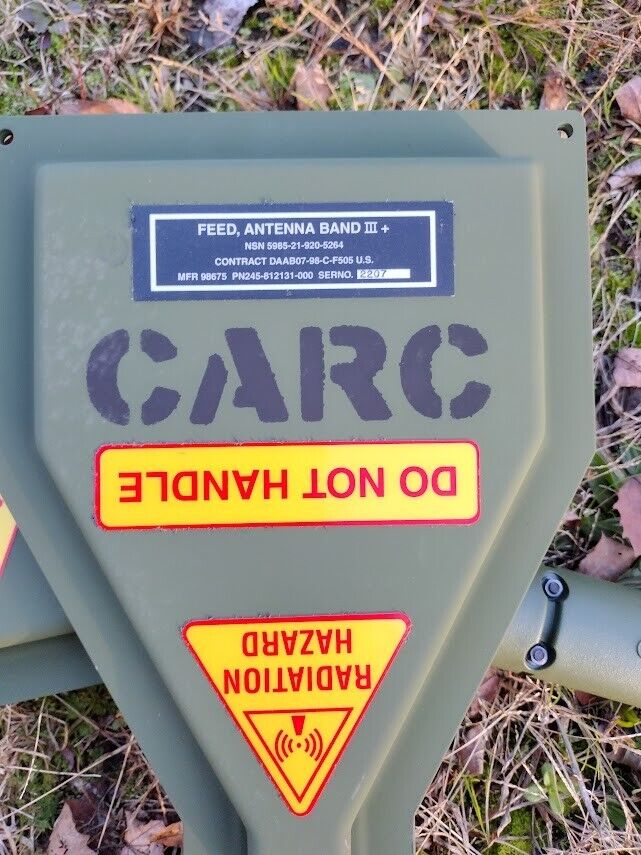 FEED, ANTENNA BAND III +
NSN 5985-21-920-5264
CONTRACT DAAB07-98-C-F505 U.S.
MFR 98675 PN245-812131-000 SERNO. 2207
CARC
DO NOT HANDLE
RADIATION
HAZARD